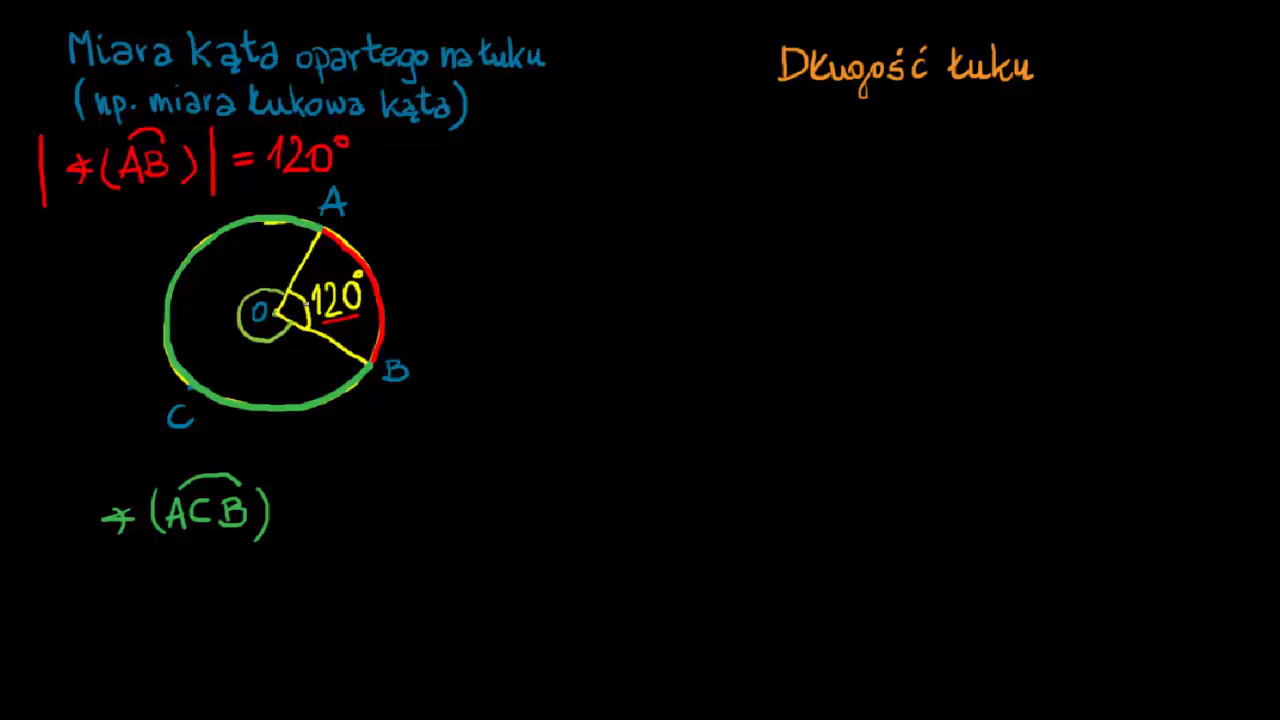 Miara kąta opartego na łuku
(np. miara łukowa kąta)
|∢(AB)| = 120°
A
120°
O
B
C
∢(ACB)
Długość łuku